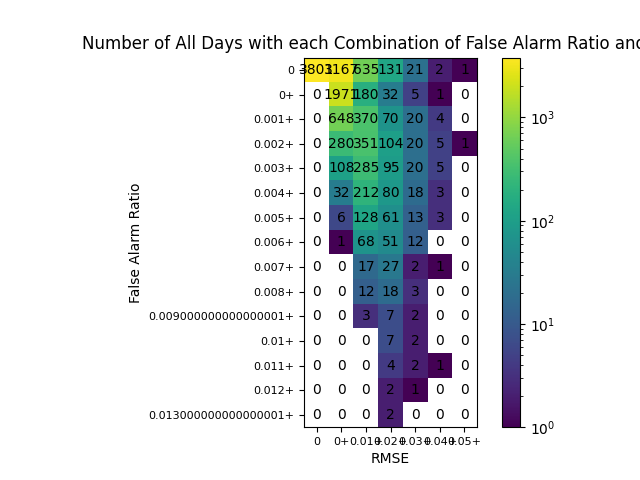 Number of All Days with each Combination of False Alarm Ratio and
False Alarm Ratio
0 3803 1167 635 131 21 2 1
0+ 0 1971 180 32 5 1 0
0.001+ 0 648 370 70 20 4 0
0.002+ 0 280 351 104 20 5 1
0.003+ 0 108 285 95 20 5 0
0.004+ 0 32 212 80 18 3 0
0.005+ 0 6 128 61 13 3 0
0.006+ 0 1 68 51 12 0 0
0.007+ 0 0 17 27 2 1 0
0.008+ 0 0 12 18 3 0 0
0.009000000000000001+ 0 0 3 7 2 0 0
0.01+ 0 0 0 7 2 0 0
0.011+ 0 0 0 4 2 1 0
0.012+ 0 0 0 2 1 0 0
0.013000000000000001+ 0 0 0 2 0 0 0
0 0+ 0.01+ 0.02+ 0.03+ 0.04+ 0.05+
RMSE
10³
10²
10¹
10⁰